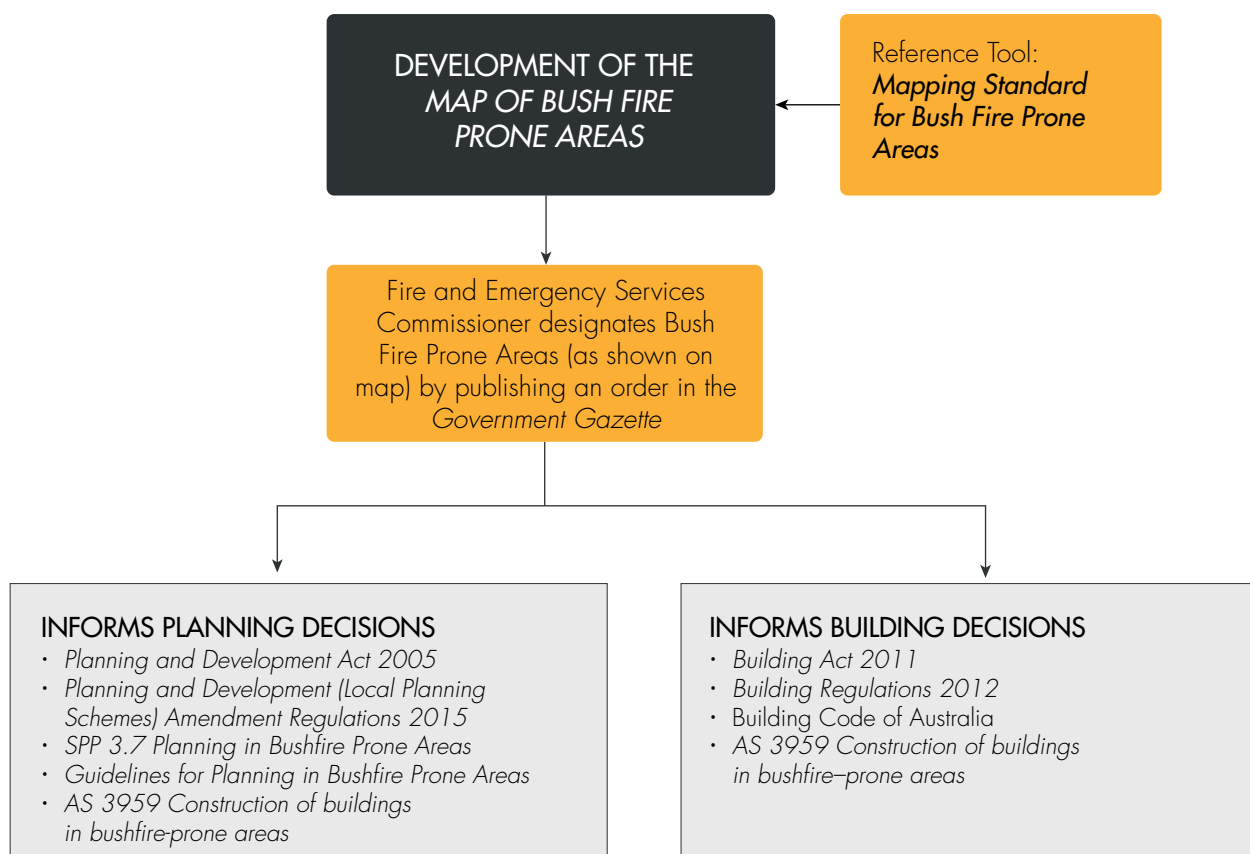 DEVELOPMENT OF THE
MAP OF BUSH FIRE
PRONE AREAS
Reference Tool:
Mapping Standard
for Bush Fire Prone
Areas
Fire and Emergency Services
Commissioner designates Bush
Fire Prone Areas (as shown on
map) by publishing an order in the
Government Gazette
INFORMS PLANNING DECISIONS
• Planning and Development Act 2005
• Planning and Development (Local Planning
Schemes) Amendment Regulations 2015
• SPP 3.7 Planning in Bushfire Prone Areas
• Guidelines for Planning in Bushfire Prone Areas
• AS 3959 Construction of buildings
in bushfire-prone areas
INFORMS BUILDING DECISIONS
• Building Act 2011
• Building Regulations 2012
• Building Code of Australia
• AS 3959 Construction of buildings
in bushfire–prone areas